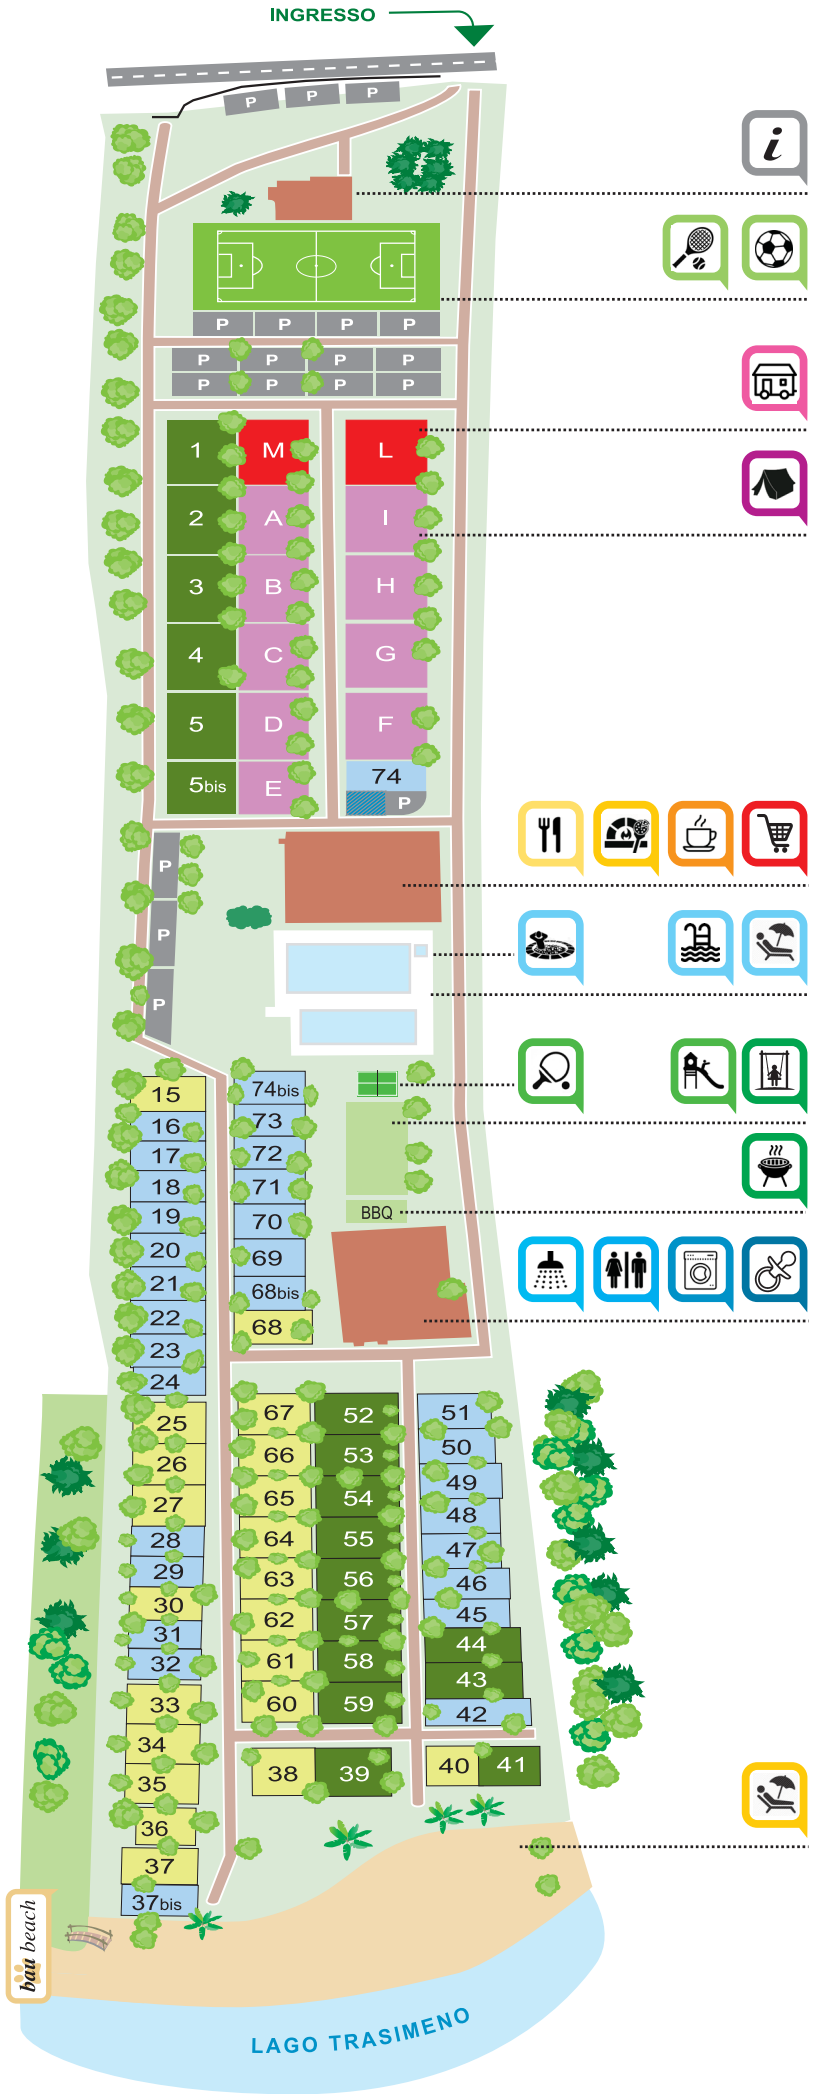 INGRESSO
P P P
i
P P P P
P P P P
P P P P
1 M L
2 A I
3 B H
4 C G
5 D F
74
5bis E P
P
P
P
15 74bis
16 73
17 72
18 71
19 70
20 69
21 68bis
22 68
23
24
BBQ
25 67 52 51
26 66 53 50
27 65 54 49
28 64 55 48
29 63 56 47
30 62 57 46
31 61 58 45
32 60 59 44
33 43
34 42
35 38 39 40 41
36
37
37bis
bau beach
LAGO TRASIMENO